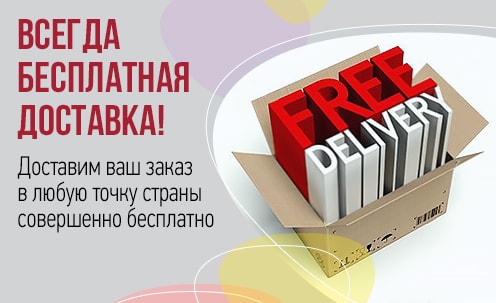 ВСЕГДА
БЕСПЛАТНАЯ
ДОСТАВКА!
Доставим ваш заказ
в любую точку страны
совершенно бесплатно
FREE
DELIVERY